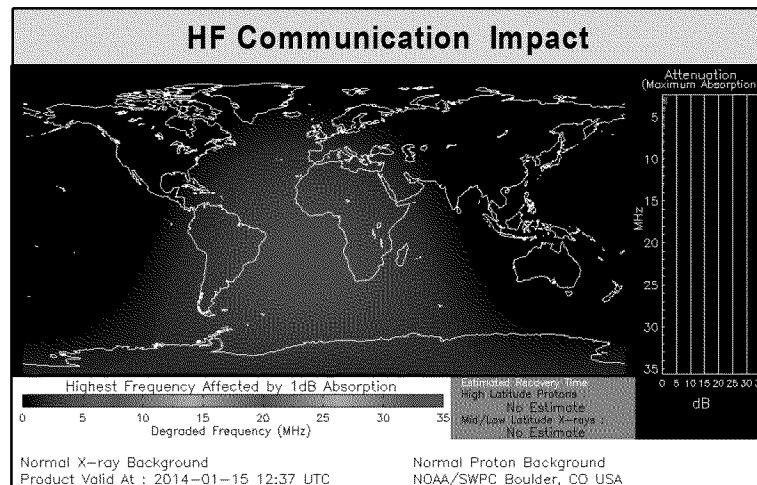 HF Communication Impact
Attenuation
(Maximum Absorption
5
10
15
20
25
30
35
MHz
0 5 10 15 20 25 30 3
dB
Highest Frequency Affected by 1dB Absorption
0 5 10 15 20 25 30 35
Degraded Frequency (MHz)
Estimated Recovery Time
High Latitude Protons
No Estimate
Mid/Low Latitude X-rays :
No Estimate
Normal X-ray Background
Product Valid At : 2014-01-15 12:37 UTC
Normal Proton Background
NOAA/SWPC Boulder, CO USA